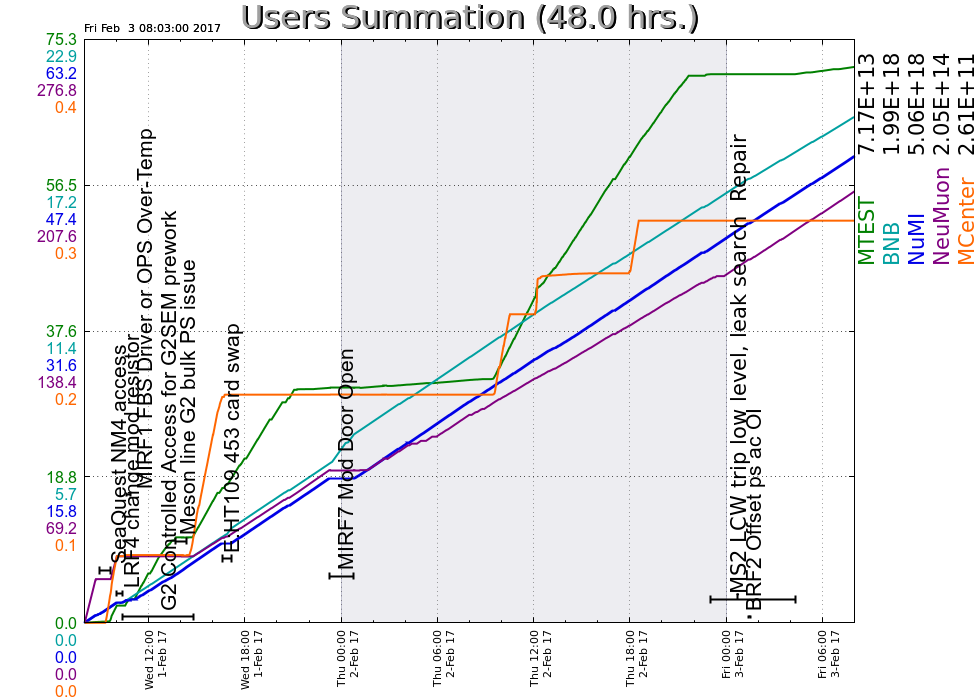 Users Summation (48.0 hrs.)
Fri Feb 3 08:03:00 2017
75.3
22.9
63.2
276.8
0.4
56.5
17.2
47.4
207.6
0.3
37.6
11.4
31.6
138.4
0.2
18.8
5.7
15.8
69.2
0.1
0.0
0.0
0.0
0.0
0.0
SeaQuest NM4 access
LRF4 change mod resistor
MIRF1 FBS Driver or OPS Over-Temp
G2 Controlled Access for G2SEM prework
Meson line G2 bulk PS issue
E:HT109 453 card swap
MIRF7 Mod Door Open
MS2 LCW trip low level, leak search Repair
BRF2 Offset ps ac OI
Wed 12:00
1-Feb 17
Wed 18:00
1-Feb 17
Thu 00:00
2-Feb 17
Thu 06:00
2-Feb 17
Thu 12:00
2-Feb 17
Thu 18:00
2-Feb 17
Fri 00:00
3-Feb 17
Fri 06:00
3-Feb 17
MTEST 7.17E+13
BNB 1.99E+18
NuMI 5.06E+18
NeuMuon 2.05E+14
MCenter 2.61E+11